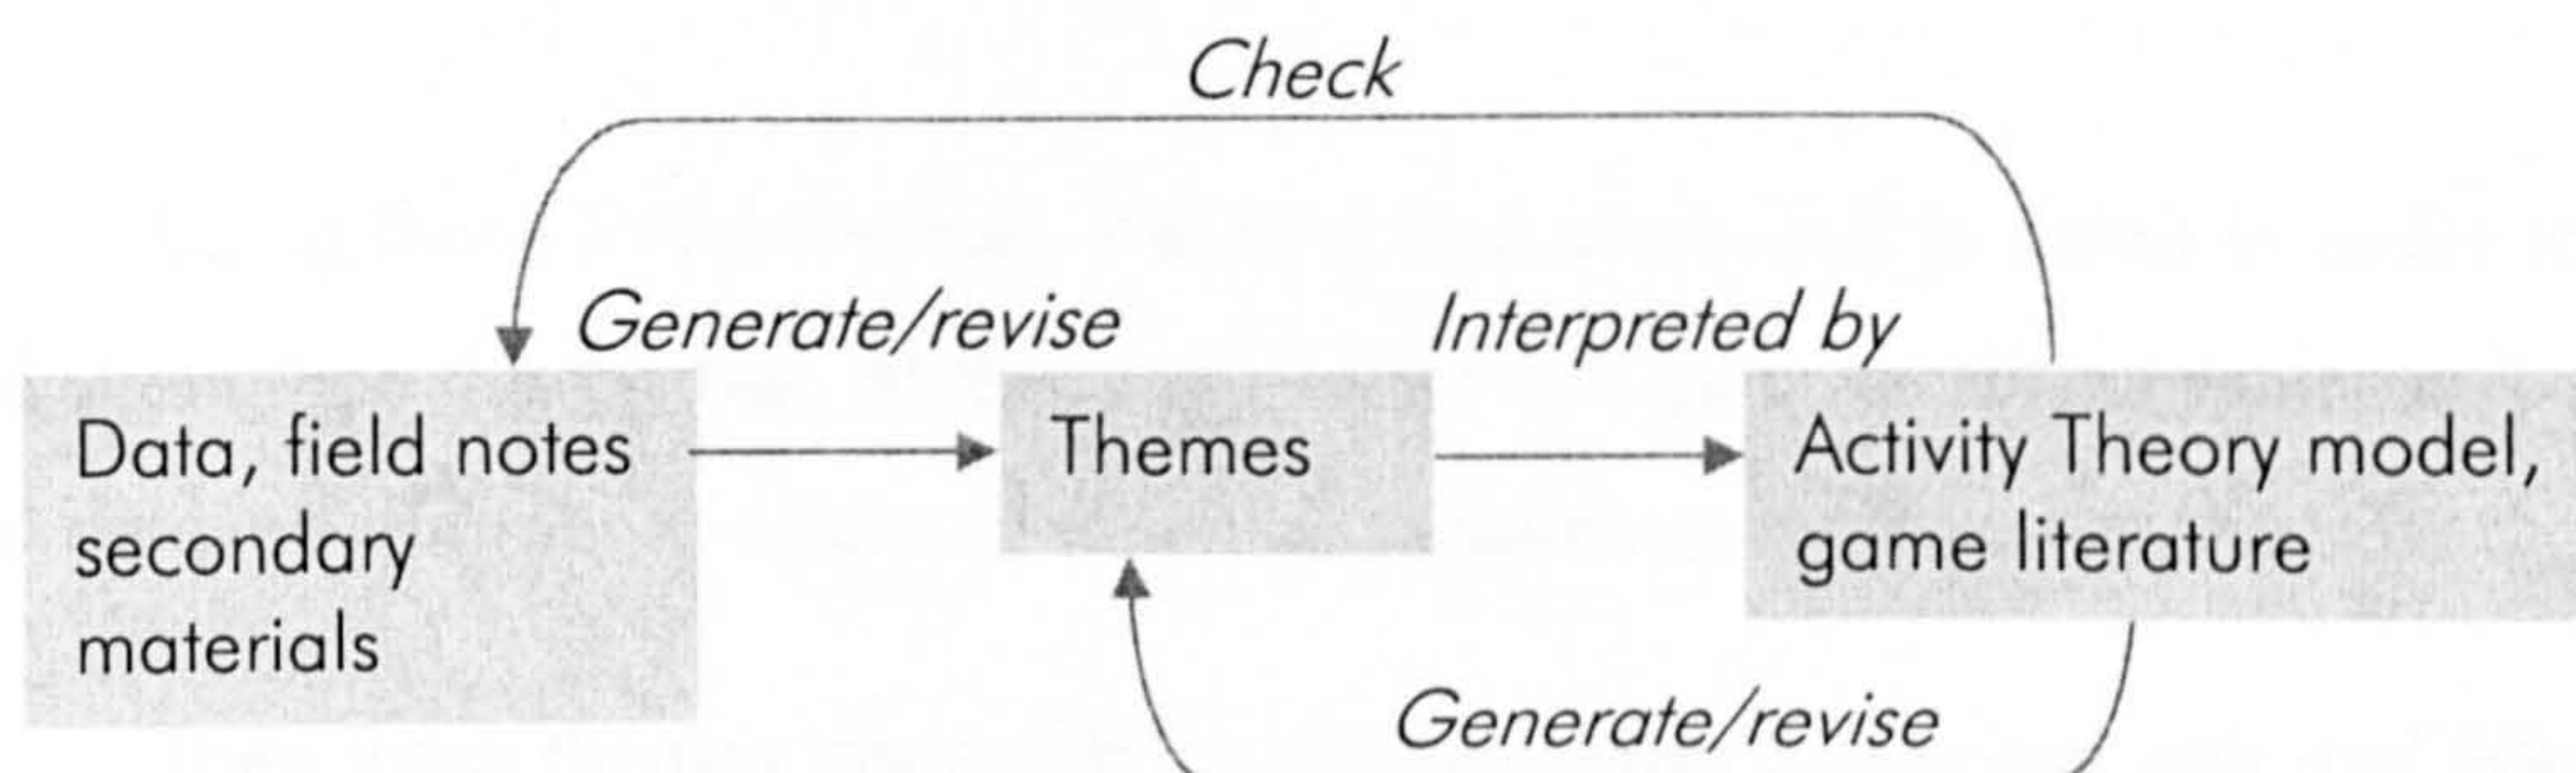 Check
Generate/revise
Interpreted by
Data, field notes
secondary
materials
Themes
Activity Theory model,
game literature
Generate/revise